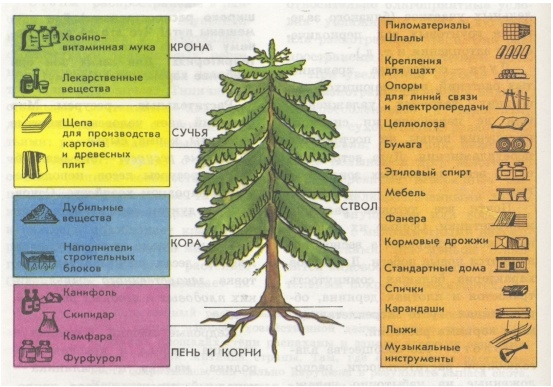 Хвойно-
витаминная мука
Лекарственные
вещества
КРОНА
Щепа
для производства
картона
и древесных
плит
СУЧЬЯ
Дубильные
вещества
Наполнители
строительных
блоков
КОРА
Канифоль
Скипидар
Камфара
Фурфурол
ПЕНЬ И КОРНИ
СТВОЛ
Пиломатериалы
Шпалы
Крепления
для шахт
Опоры
для линий связи
и электропередачи
Целлюлоза
Бумага
Этиловый спирт
Мебель
Фанера
Кормовые дрожжи
Стандартные дома
Спички
Карандаши
Лыжи
Музыкальные
инструменты